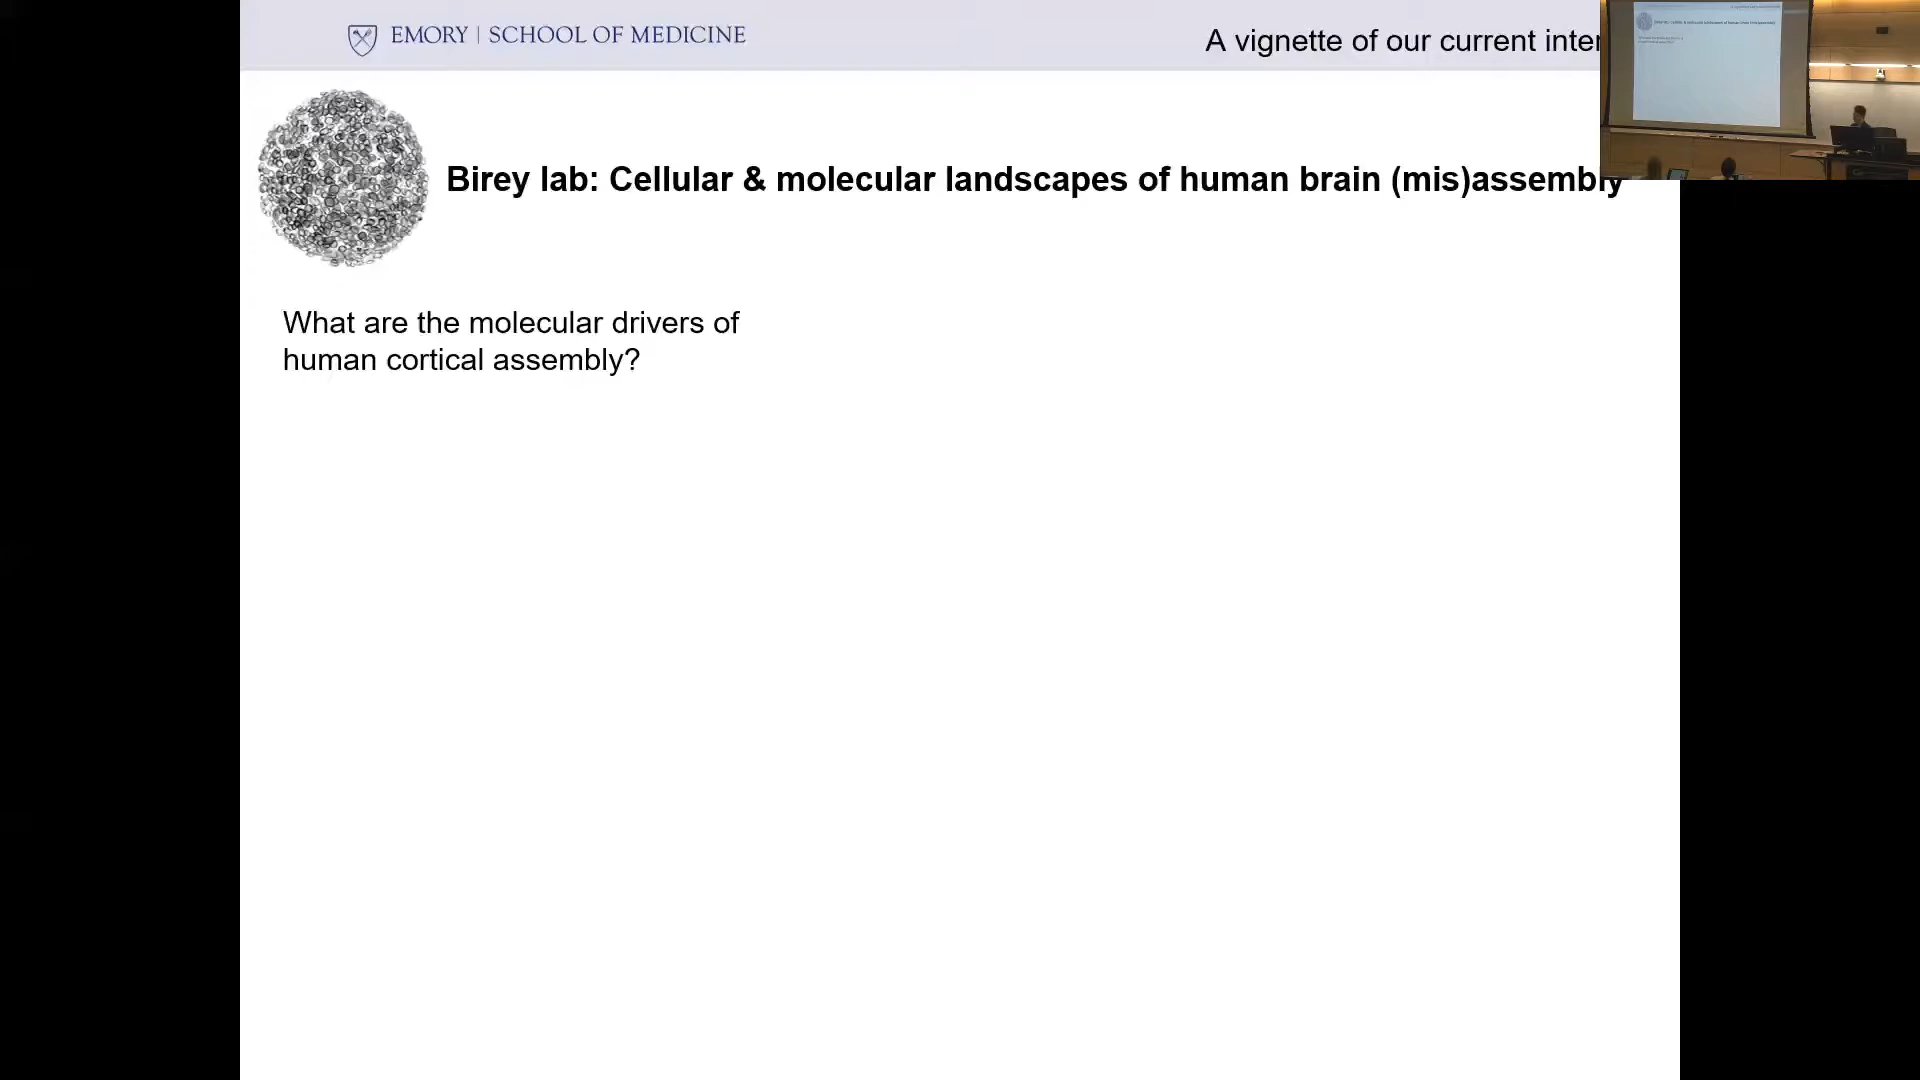 EMORY | SCHOOL OF MEDICINE
A vignette of our current inter
Birey lab: Cellular & molecular landscapes of human brain (mis)assembly
What are the molecular drivers of
human cortical assembly?